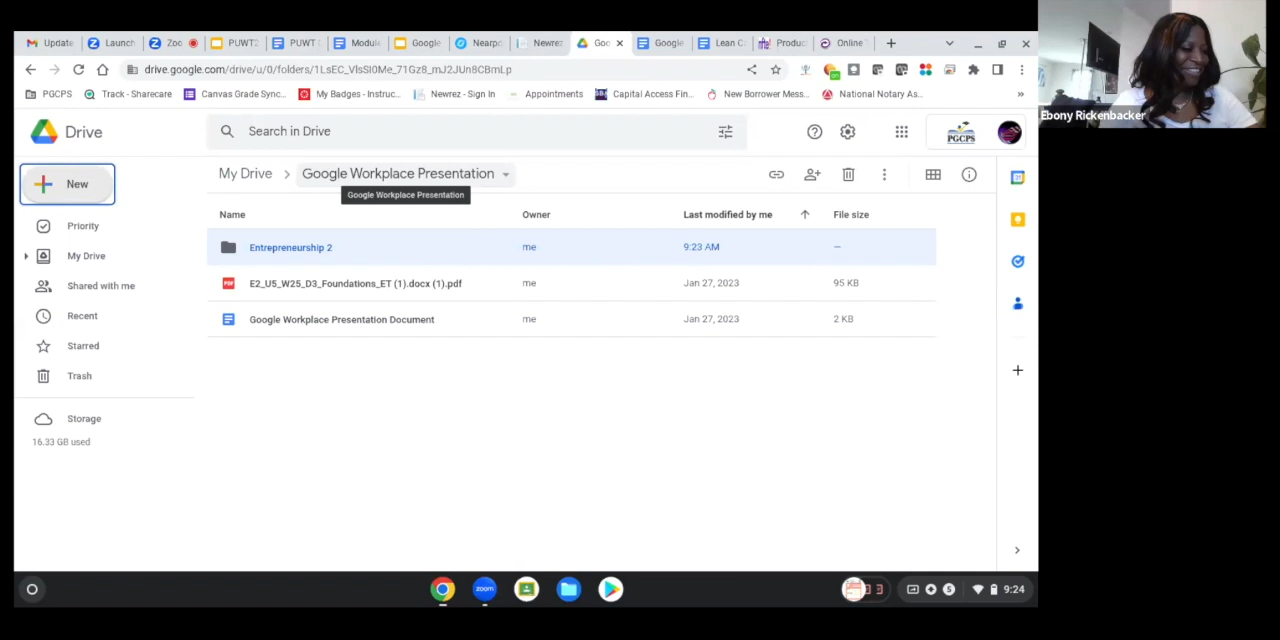 Update Launch Zoo PUWT2 PUWT Module Google Nearpo Newrez Goo Google Lean C Produc Online
drive.google.com/drive/u/0/folders/1LsEC_VlsSI0Me_71Gz8_mJ2JUn8CBmLp
PGCPS Track - Sharecare Canvas Grade Sync... My Badges - Instruc... Newrez - Sign In Appointments Capital Access Fin... New Borrower Mess... National Notary As... »
Ebony Rickenbacker
Drive
Search in Drive
PGCPS
New
My Drive > Google Workplace Presentation
Google Workplace Presentation
Name Owner Last modified by me File size
Priority
Entrepreneurship 2 me 9:23 AM —
My Drive
E2_U5_W25_D3_Foundations_ET (1).docx (1).pdf me Jan 27, 2023 95 KB
Shared with me
Recent
Google Workplace Presentation Document me Jan 27, 2023 2 KB
Starred
Trash
Storage
16.33 GB used
zoom
9:24